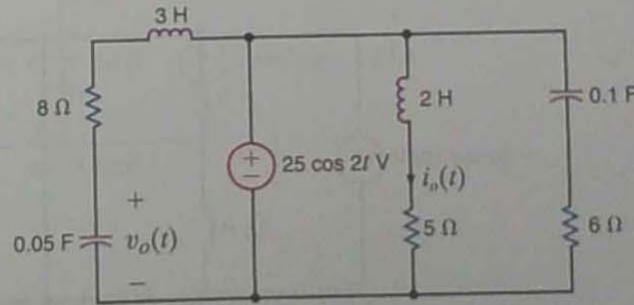 3 H
8 Ω
2 H
0.1 F
+
−
25 cos 2t V
i_o(t)
+
0.05 F
v_o(t)
−
5 Ω
6 Ω